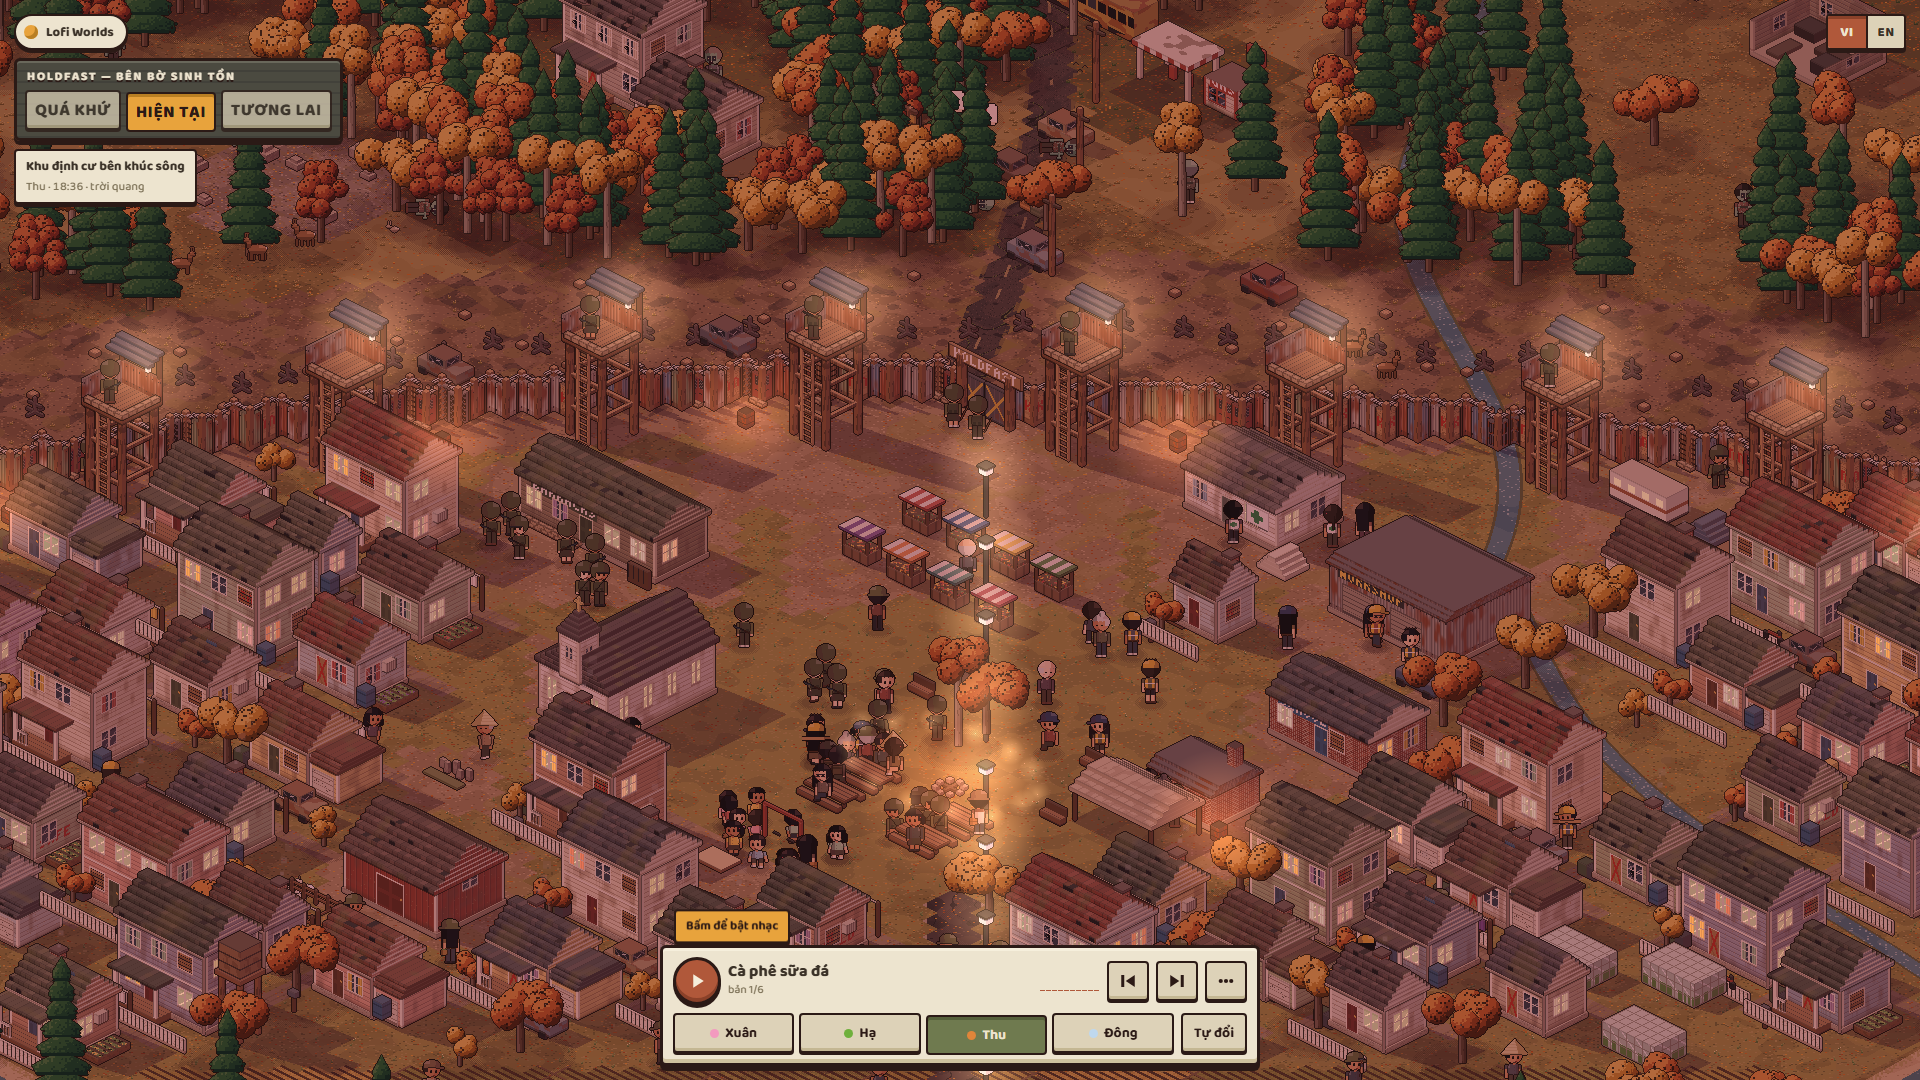 Lofi Worlds
VI
EN
HOLDFAST — BÊN BỜ SINH TỒN
QUÁ KHỨ
HIỆN TẠI
TƯƠNG LAI
Khu định cư bên khúc sông
Thu · 18:36 · trời quang
HOLDFAST
Bấm để bật nhạc
Cà phê sữa đá
bản 1/6
Xuân
Hạ
Thu
Đông
Tự đổi